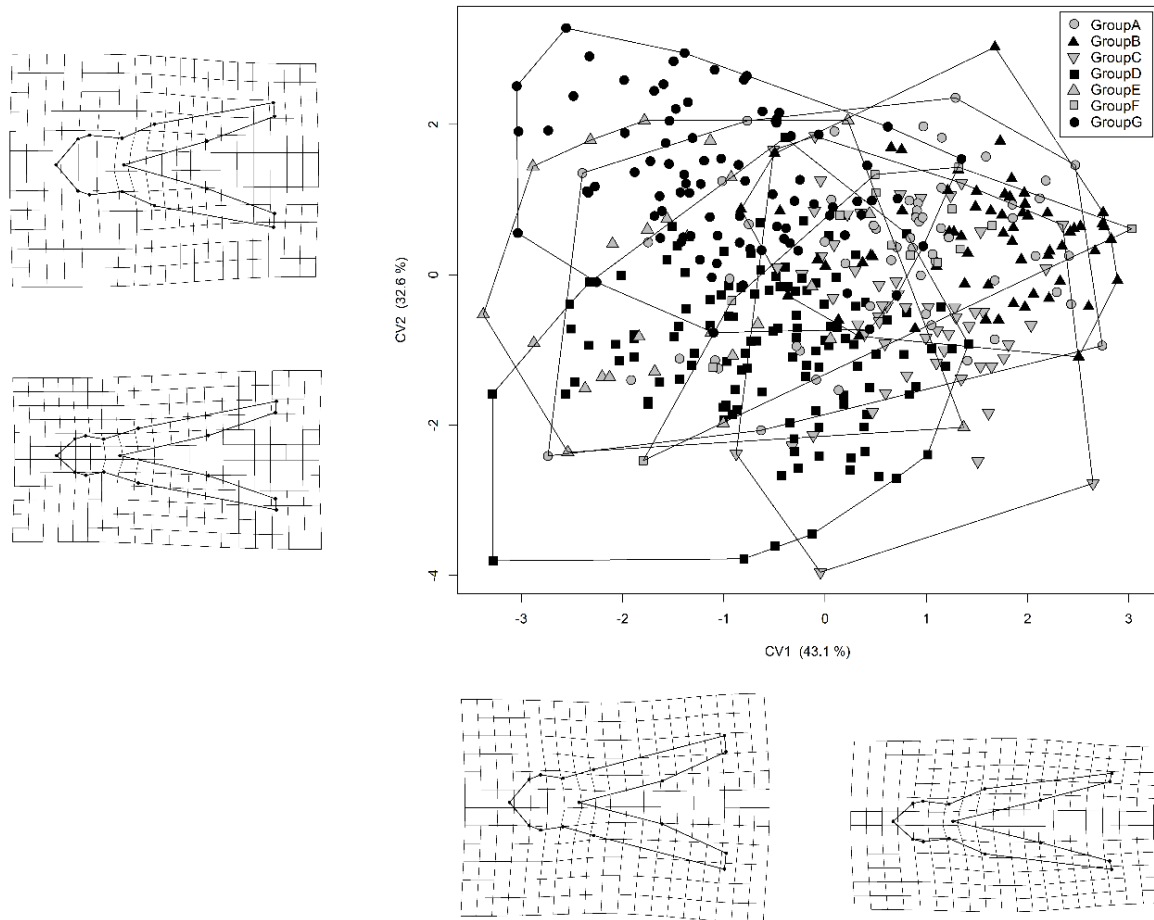 GroupA
GroupB
GroupC
GroupD
GroupE
GroupF
GroupG
2
0
-2
-4
CV2 (32.6 %)
-3 -2 -1 0 1 2 3
CV1 (43.1 %)